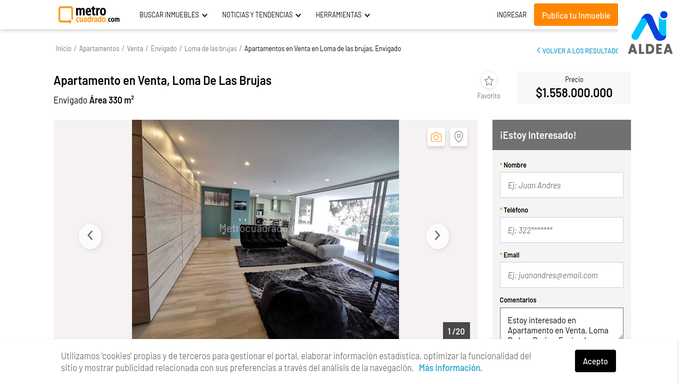 metro
cuadrado.com
BUSCAR INMUEBLES
NOTICIAS Y TENDENCIAS
HERRAMIENTAS
INGRESAR
Publica tu Inmueble
ALDEA
Inicio / Apartamentos / Venta / Envigado / Loma de las brujas / Apartamentos en Venta en Loma de las brujas, Envigado
VOLVER A LOS RESULTAD
Apartamento en Venta, Loma De Las Brujas
Envigado Área 330 m²
Favorito
Precio
$1.558.000.000
Metrocuadrado
1 / 20
¡Estoy Interesado!
* Nombre
Ej: Juan Andres
* Teléfono
Ej: 322*******
* Email
Ej: juanandres@email.com
Comentarios
Estoy interesado en
Apartamento en Venta, Loma
Utilizamos 'cookies' propias y de terceros para gestionar el portal, elaborar información estadística, optimizar la funcionalidad del
sitio y mostrar publicidad relacionada con sus preferencias a través del análisis de la navegación. Más información.
Acepto